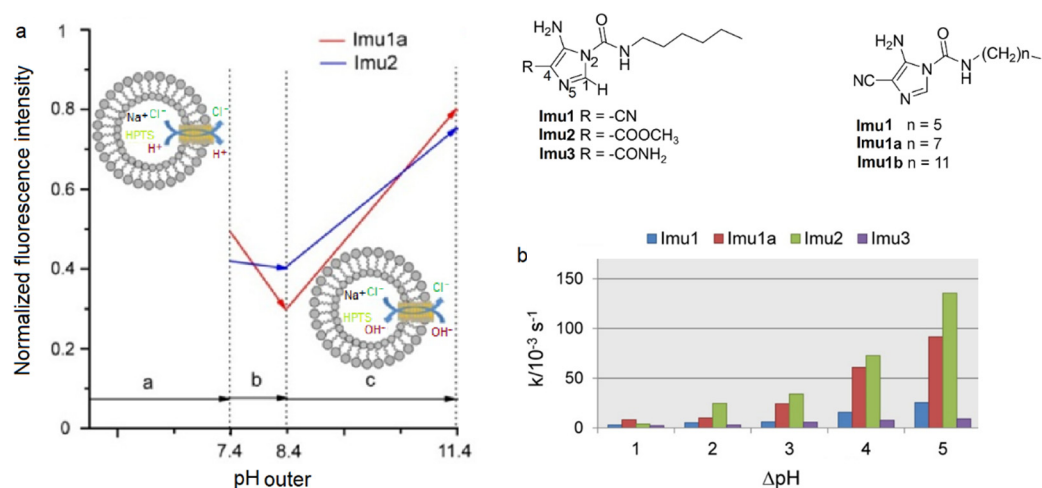 a
Normalized fluorescence intensity
1
0.8
0.6
0.4
0.2
0
Imu1a
Imu2
Na⁺Cl⁻
HPTS
H⁺
Cl⁻
H⁺
Na⁺Cl⁻
HPTS
OH⁻
Cl⁻
OH⁻
a
b
c
7.4
8.4
11.4
pH outer
H₂N
O
N
H
R
4
N
5
2
1
H
Imu1 R = -CN
Imu2 R = -COOCH₃
Imu3 R = -CONH₂
H₂N
O
N
H
(CH₂)n
NC
N
N
Imu1 n = 5
Imu1a n = 7
Imu1b n = 11
b
Imu1 Imu1a Imu2 Imu3
k/10⁻³ s⁻¹
150
100
50
0
1 2 3 4 5
ΔpH